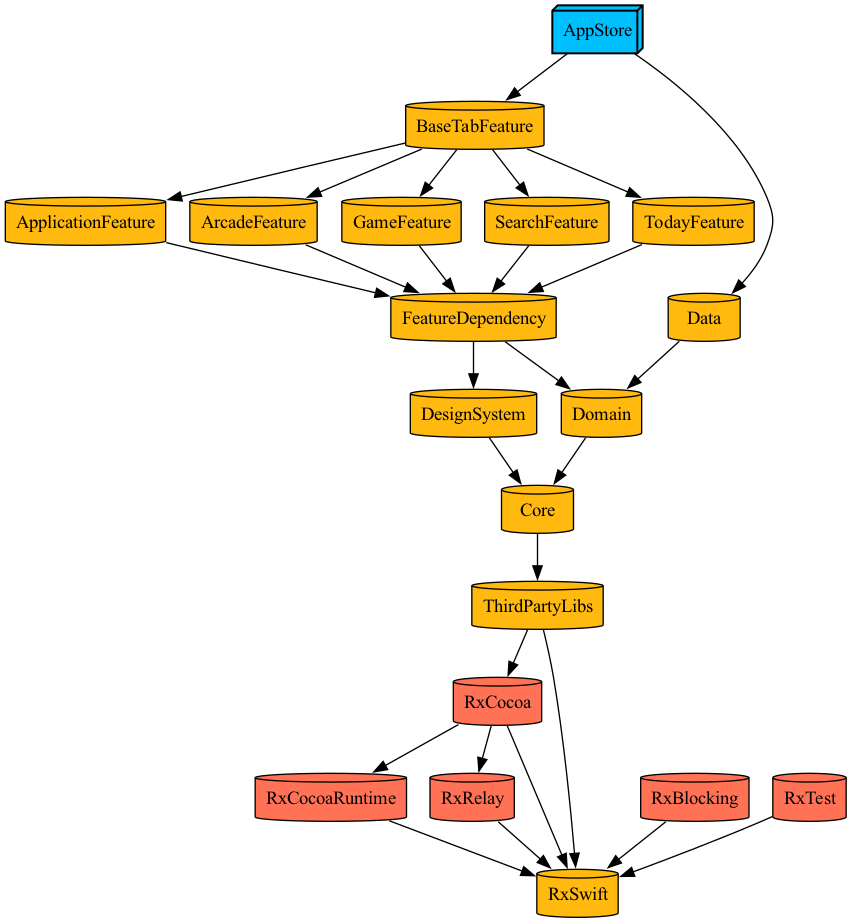 AppStore
BaseTabFeature
ApplicationFeature
ArcadeFeature
GameFeature
SearchFeature
TodayFeature
FeatureDependency
Data
DesignSystem
Domain
Core
ThirdPartyLibs
RxCocoa
RxCocoaRuntime
RxRelay
RxBlocking
RxTest
RxSwift